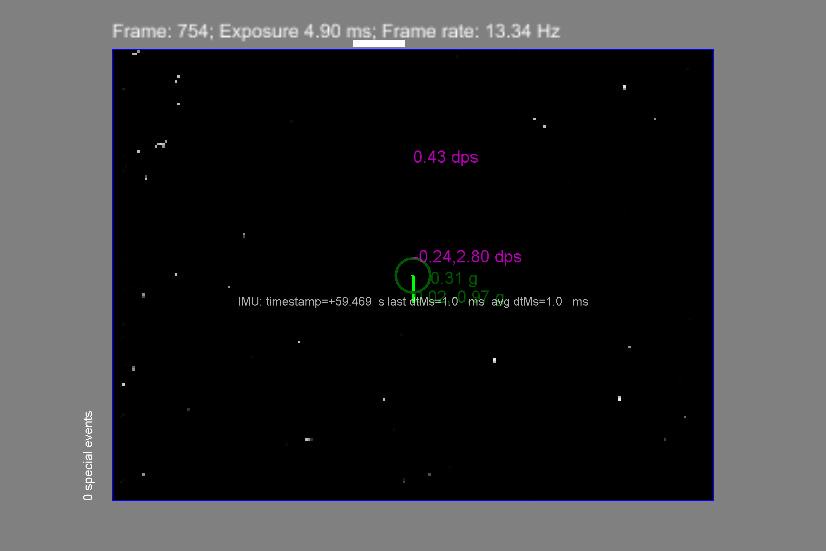 Frame: 754; Exposure 4.90 ms; Frame rate: 13.34 Hz
0.43 dps
-0.24,2.80 dps
0.31 g
0.97 g
IMU: timestamp=+59.469 s last dtMs=1.0 ms avg dtMs=1.0 ms
0 special events